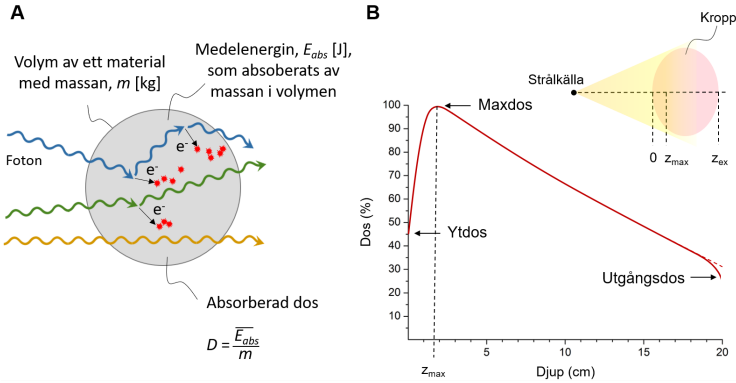 A
Volym av ett material
med massan, m [kg]
Medelenergin, Eabs [J],
som absoberats av
massan i volymen
Foton
e-
e-
e-
Absorberad dos
D = Eabs
m
B
Kropp
Strålkälla
0
zmax
zex
Maxdos
Ytdos
Utgångsdos
Dos (%)
100
90
80
70
60
50
40
30
20
10
5
10
15
20
zmax
Djup (cm)